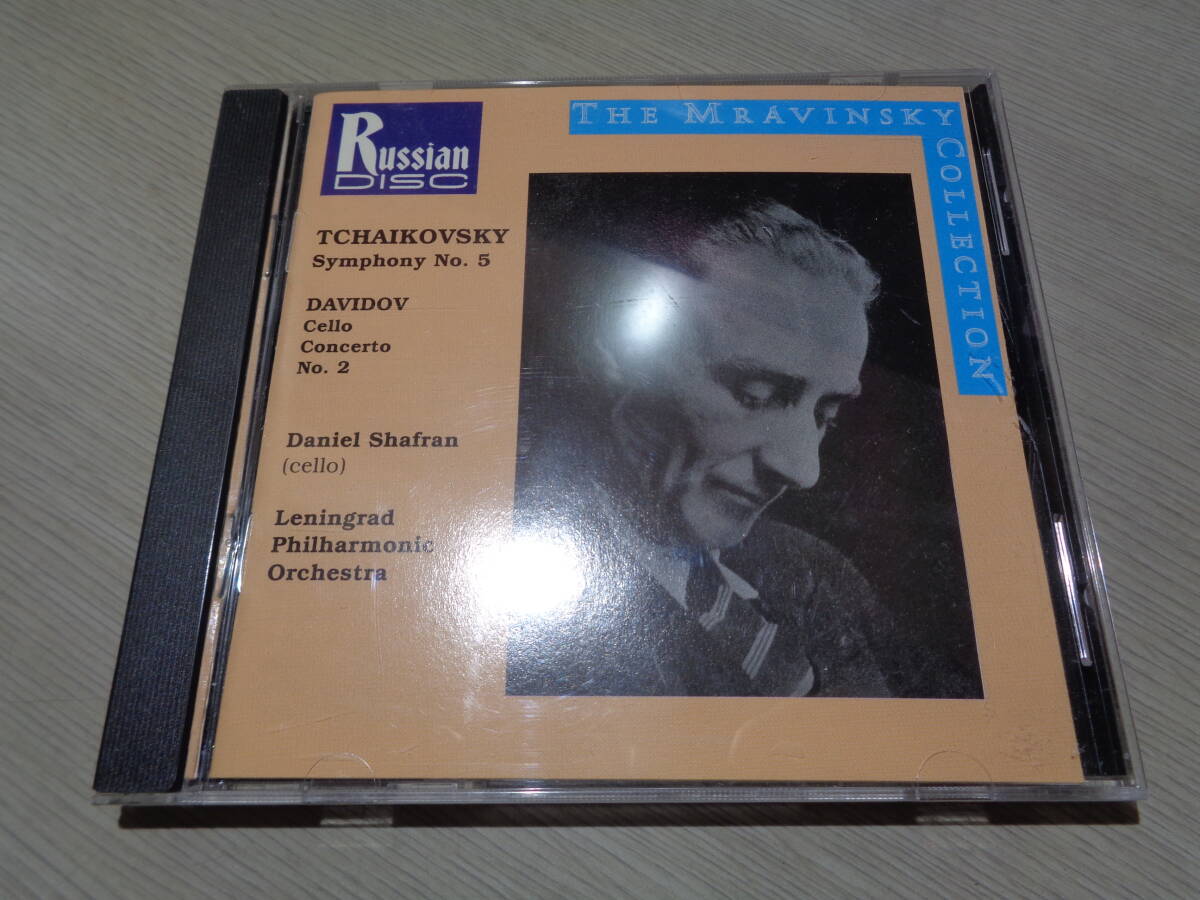 THE MRAVINSKY
COLLECTION
Russian
DISC
TCHAIKOVSKY
Symphony No. 5
DAVIDOV
Cello
Concerto
No. 2
Daniel Shafran
(cello)
Leningrad
Philharmonic
Orchestra